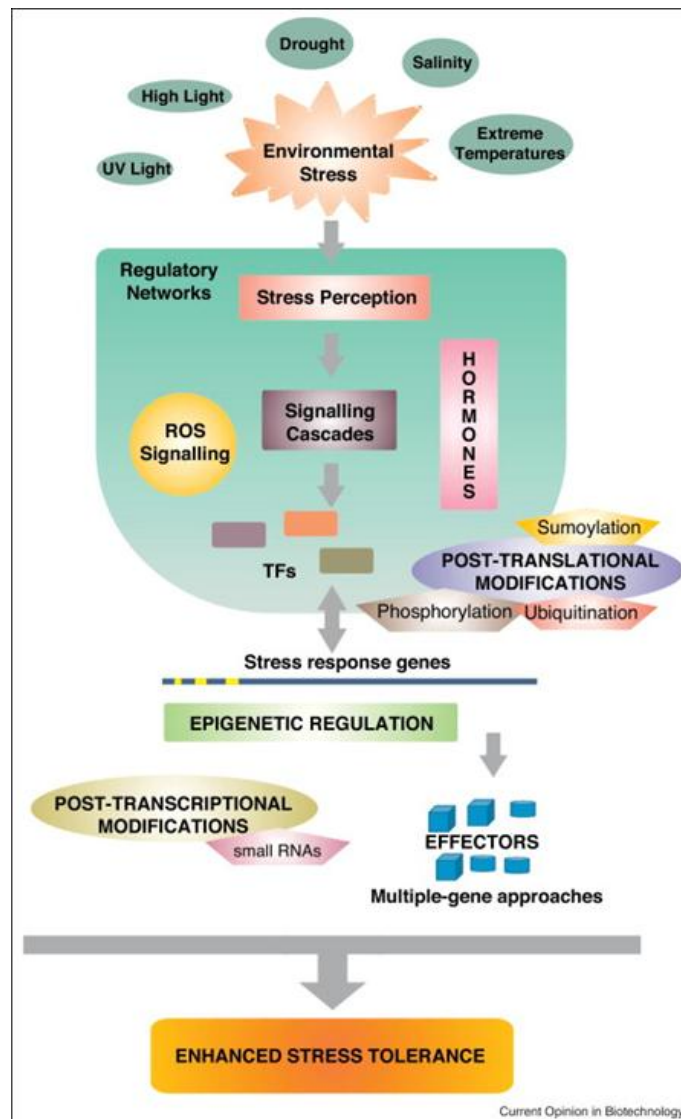 Drought
Salinity
High Light
Extreme
Temperatures
UV Light
Environmental
Stress
Regulatory
Networks
Stress Perception
HORMONES
Signalling
Cascades
ROS
Signalling
TFs
Sumoylation
POST-TRANSLATIONAL
MODIFICATIONS
Phosphorylation
Ubiquitination
Stress response genes
EPIGENETIC REGULATION
POST-TRANSCRIPTIONAL
MODIFICATIONS
small RNAs
EFFECTORS
Multiple-gene approaches
ENHANCED STRESS TOLERANCE
Current Opinion in Biotechnology